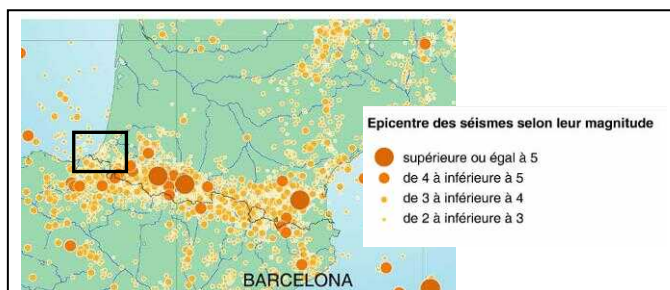 Epicentre des séismes selon leur magnitude
supérieure ou égal à 5
de 4 à inférieure à 5
de 3 à inférieure à 4
de 2 à inférieure à 3
BARCELONA